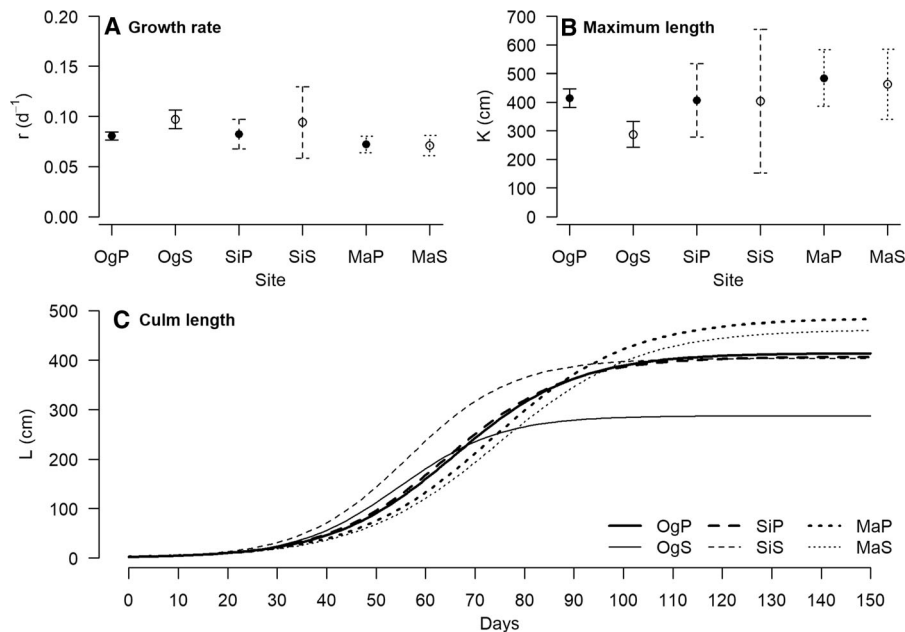 A Growth rate
0.20
0.15
0.10
0.05
0.00
r (d⁻¹)
OgP OgS SiP SiS MaP MaS
Site
B Maximum length
700
600
500
400
300
200
100
0
K (cm)
OgP OgS SiP SiS MaP MaS
Site
C Culm length
500
400
300
200
100
0
L (cm)
OgP SiP MaP
OgS SiS MaS
0 10 20 30 40 50 60 70 80 90 100 110 120 130 140 150
Days